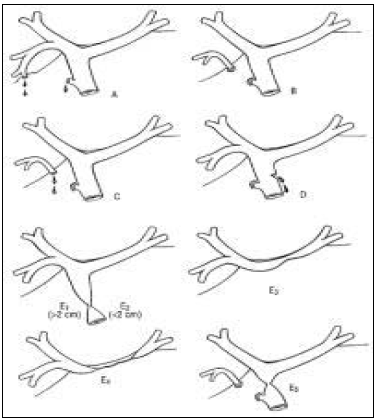 A
B
C
D
E₁ E₂
(>2 cm) (<2 cm)
E₃
E₄
E₅